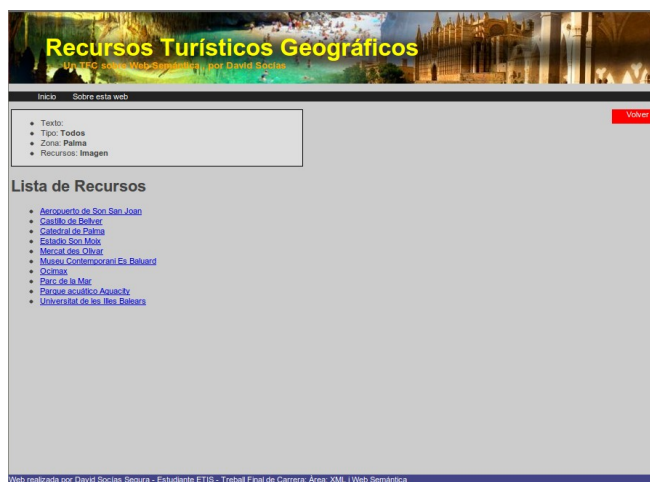 Recursos Turísticos Geográficos
Un TFC sobre Web Semántica, por David Socías
Inicio Sobre esta web
Volver
Texto:
Tipo: Todos
Zona: Palma
Recursos: Imagen
Lista de Recursos
Aeropuerto de Son San Joan
Castillo de Bellver
Catedral de Palma
Estadio Son Moix
Mercat des Olivar
Museu Contemporani Es Baluard
Ocimax
Parc de la Mar
Parque acuático Aquacity
Universitat de les Illes Balears
Web realizada por David Socías Segura - Estudiante ETIS - Treball Final de Carrera: Àrea: XML i Web Semántica